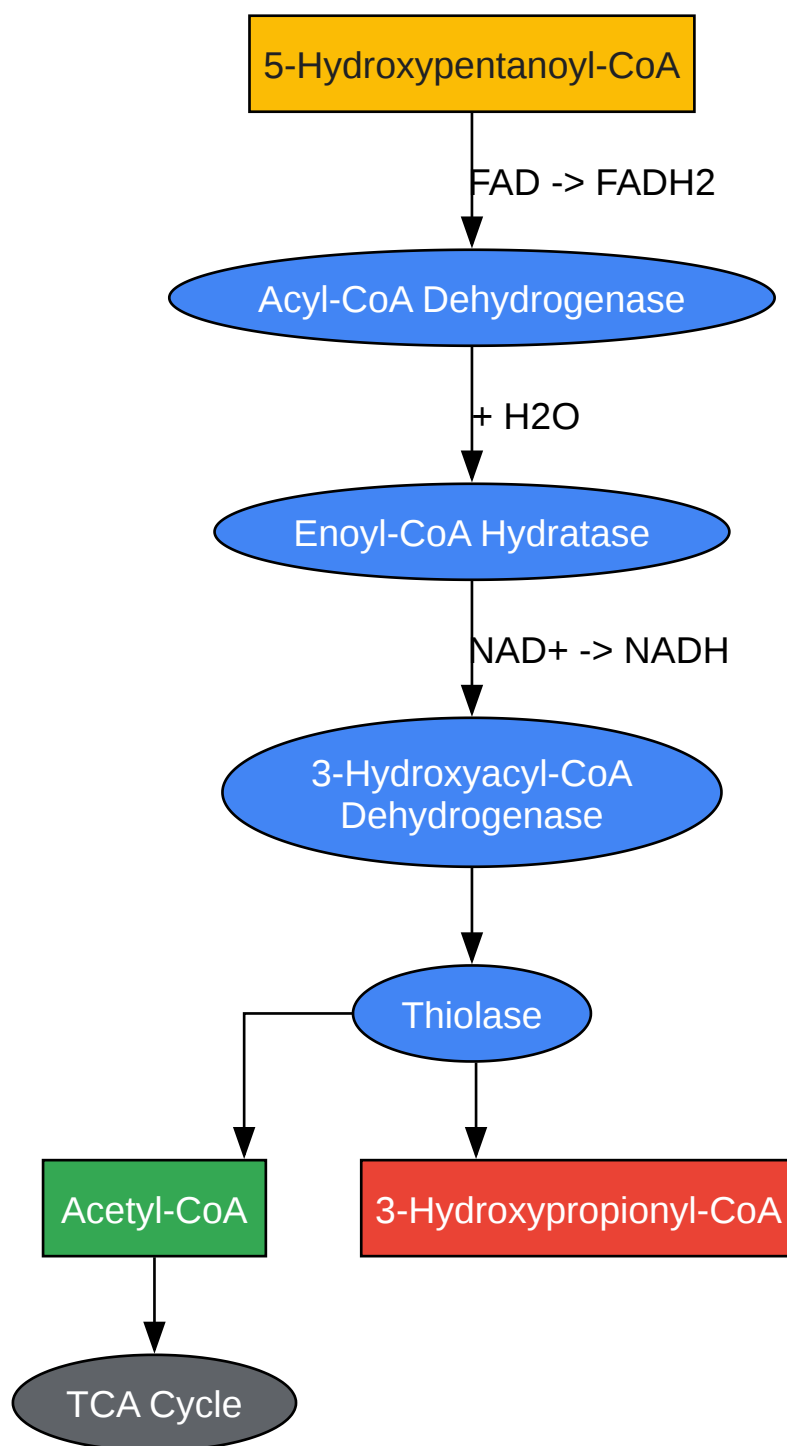 5-Hydroxypentanoyl-CoA
FAD -> FADH2
Acyl-CoA Dehydrogenase
+ H2O
Enoyl-CoA Hydratase
NAD+ -> NADH
3-Hydroxyacyl-CoA
Dehydrogenase
Thiolase
Acetyl-CoA
3-Hydroxypropionyl-CoA
TCA Cycle